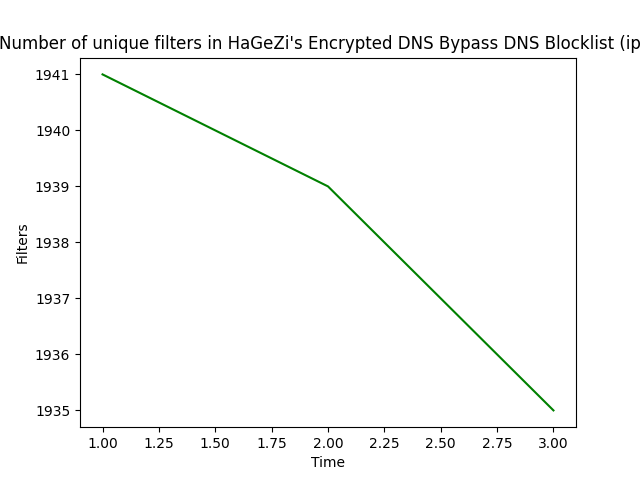 Number of unique filters in HaGeZi's Encrypted DNS Bypass DNS Blocklist (ip
1941
1940
1939
1938
1937
1936
1935
Filters
1.00 1.25 1.50 1.75 2.00 2.25 2.50 2.75 3.00
Time